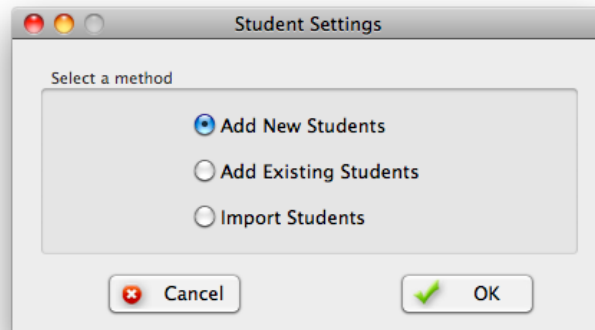 Student Settings
Select a method
Add New Students
Add Existing Students
Import Students
Cancel OK